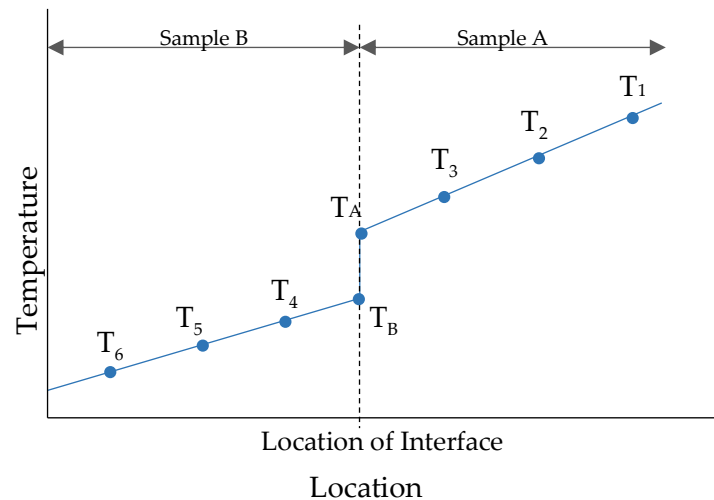 Sample B
Sample A
T1
T2
T3
TA
T4
TB
T5
T6
Temperature
Location of Interface
Location